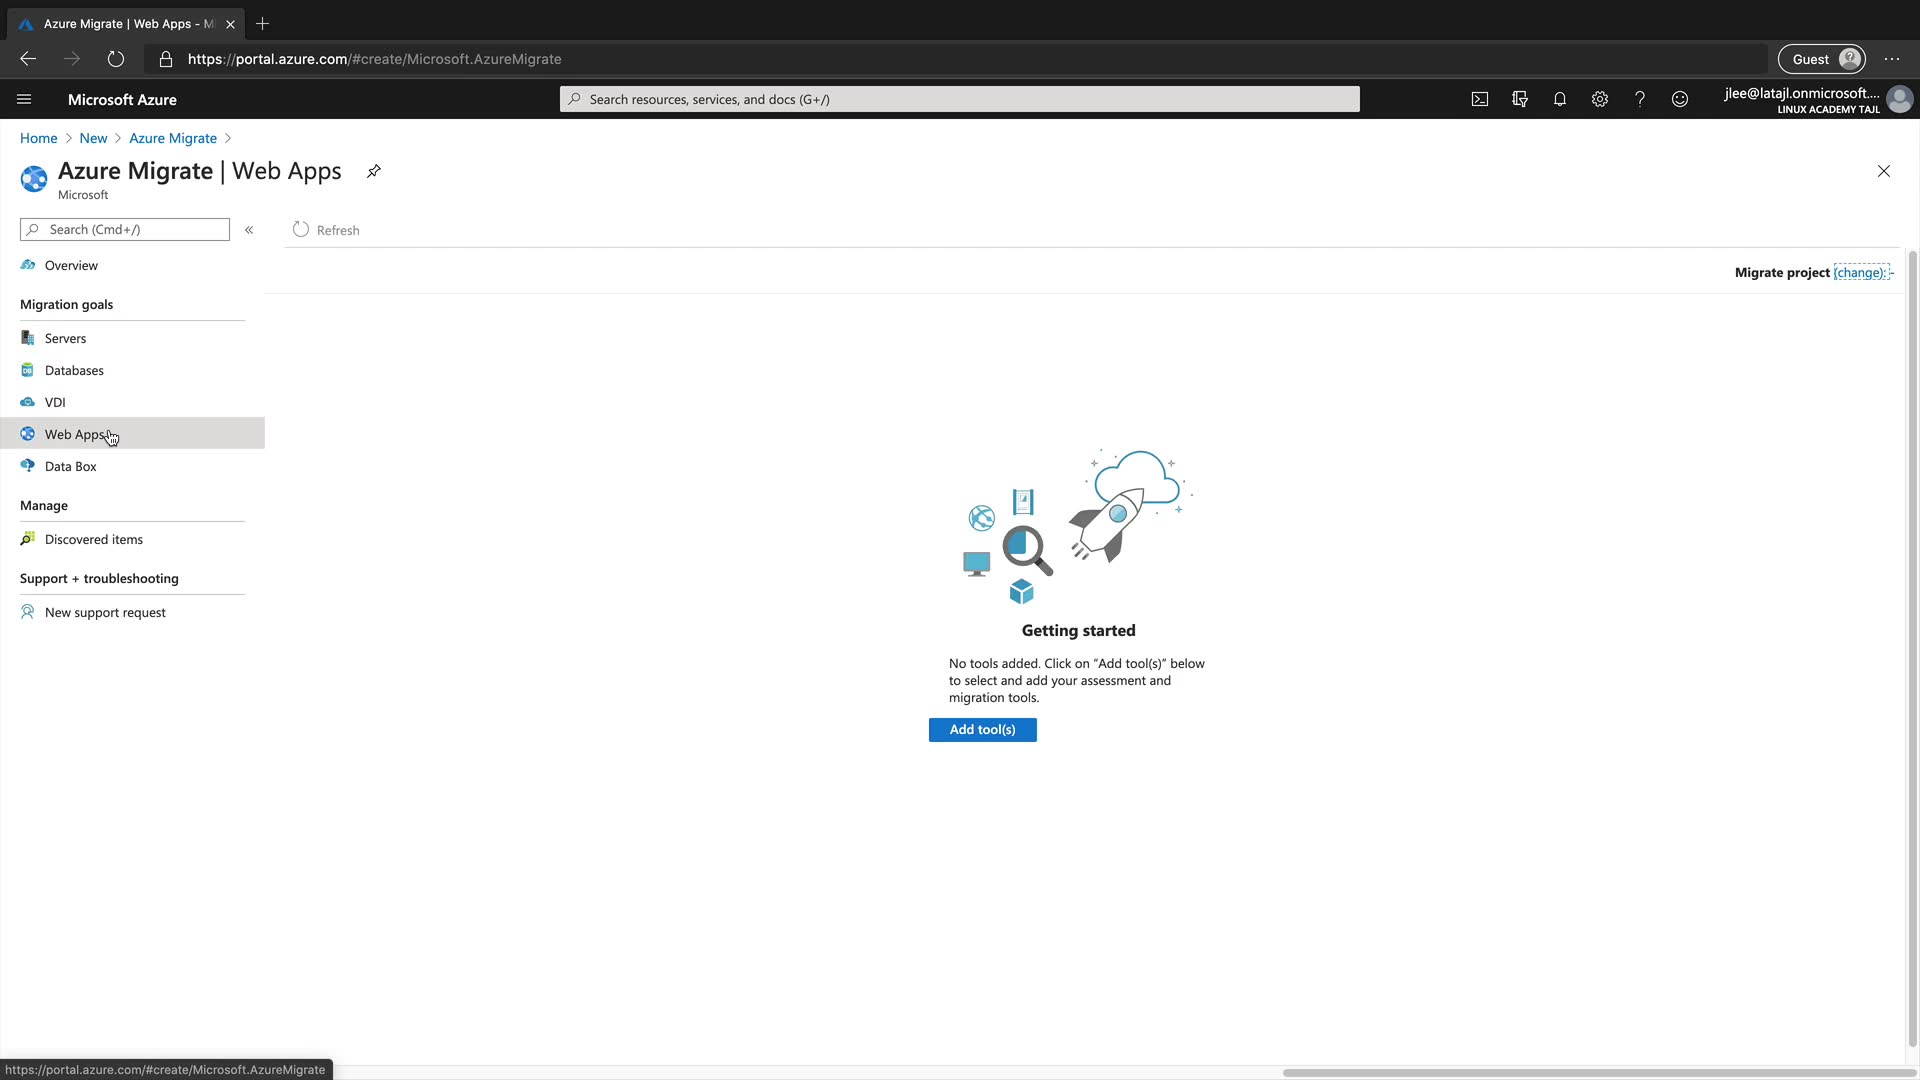 Azure Migrate | Web Apps - M
https://portal.azure.com/#create/Microsoft.AzureMigrate
Guest
Microsoft Azure
Search resources, services, and docs (G+/)
jlee@latajl.onmicrosoft....
LINUX ACADEMY TAJL
Home > New > Azure Migrate >
Azure Migrate | Web Apps
Microsoft
Search (Cmd+/)
«
Refresh
Overview
Migrate project (change): -
Migration goals
Servers
Databases
VDI
Web Apps
Data Box
Manage
Discovered items
Support + troubleshooting
New support request
Getting started
No tools added. Click on "Add tool(s)" below
to select and add your assessment and
migration tools.
Add tool(s)
https://portal.azure.com/#create/Microsoft.AzureMigrate